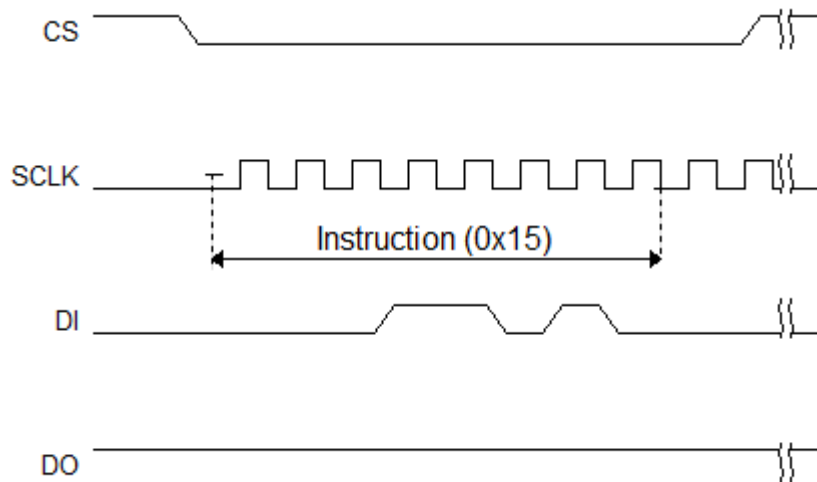 CS
SCLK
Instruction (0x15)
DI
DO